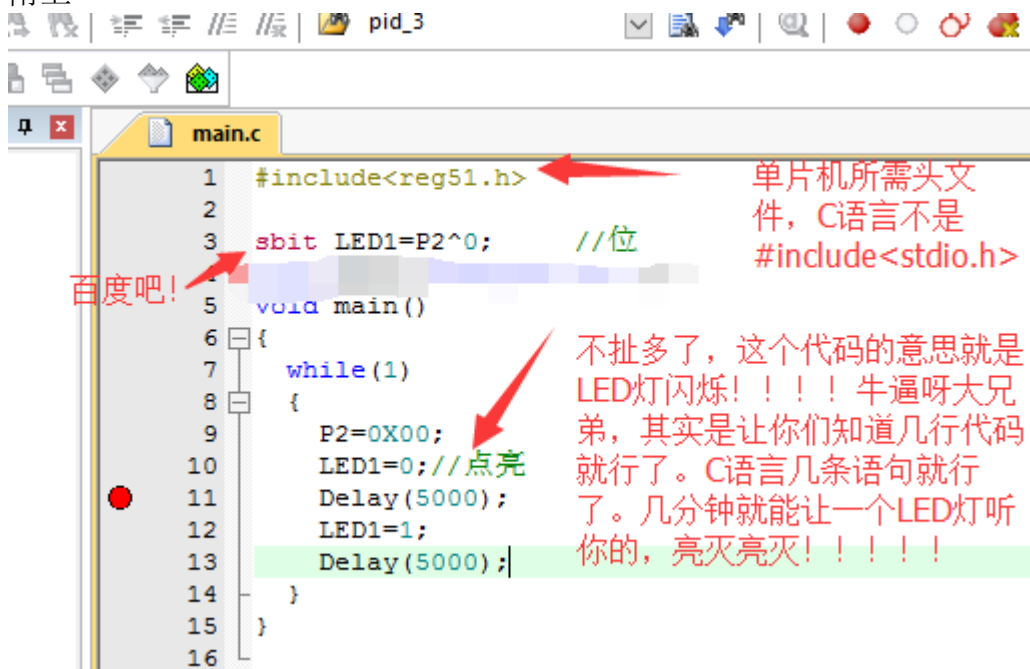 pid_3
main.c
1 #include<reg51.h>
2
3 sbit LED1=P2^0; //位
5 void main()
6 {
7 while(1)
8 {
9 P2=0X00;
10 LED1=0;//点亮
11 Delay(5000);
12 LED1=1;
13 Delay(5000);
14 }
15 }
16
单片机所需头文
件，C语言不是
#include<stdio.h>
百度吧！
不扯多了，这个代码的意思就是
LED灯闪烁！！！！牛逼呀大兄
弟，其实是让你们知道几行代码
就行了。C语言几条语句就行
了。几分钟就能让一个LED灯听
你的，亮灭亮灭！！！！！